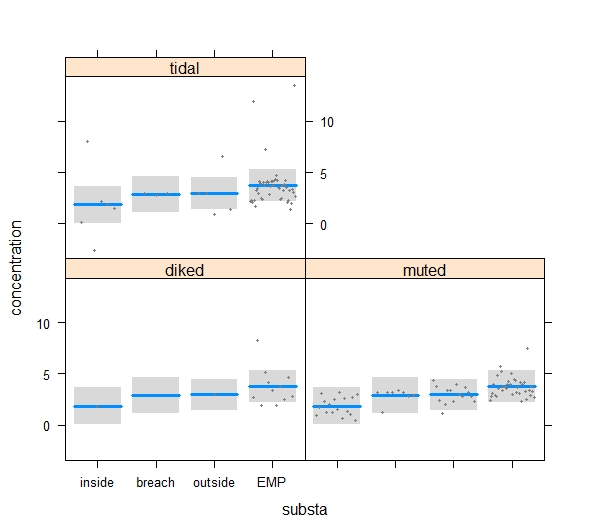 tidal
10
5
0
concentration
diked
muted
10
5
0
inside
breach
outside
EMP
substa